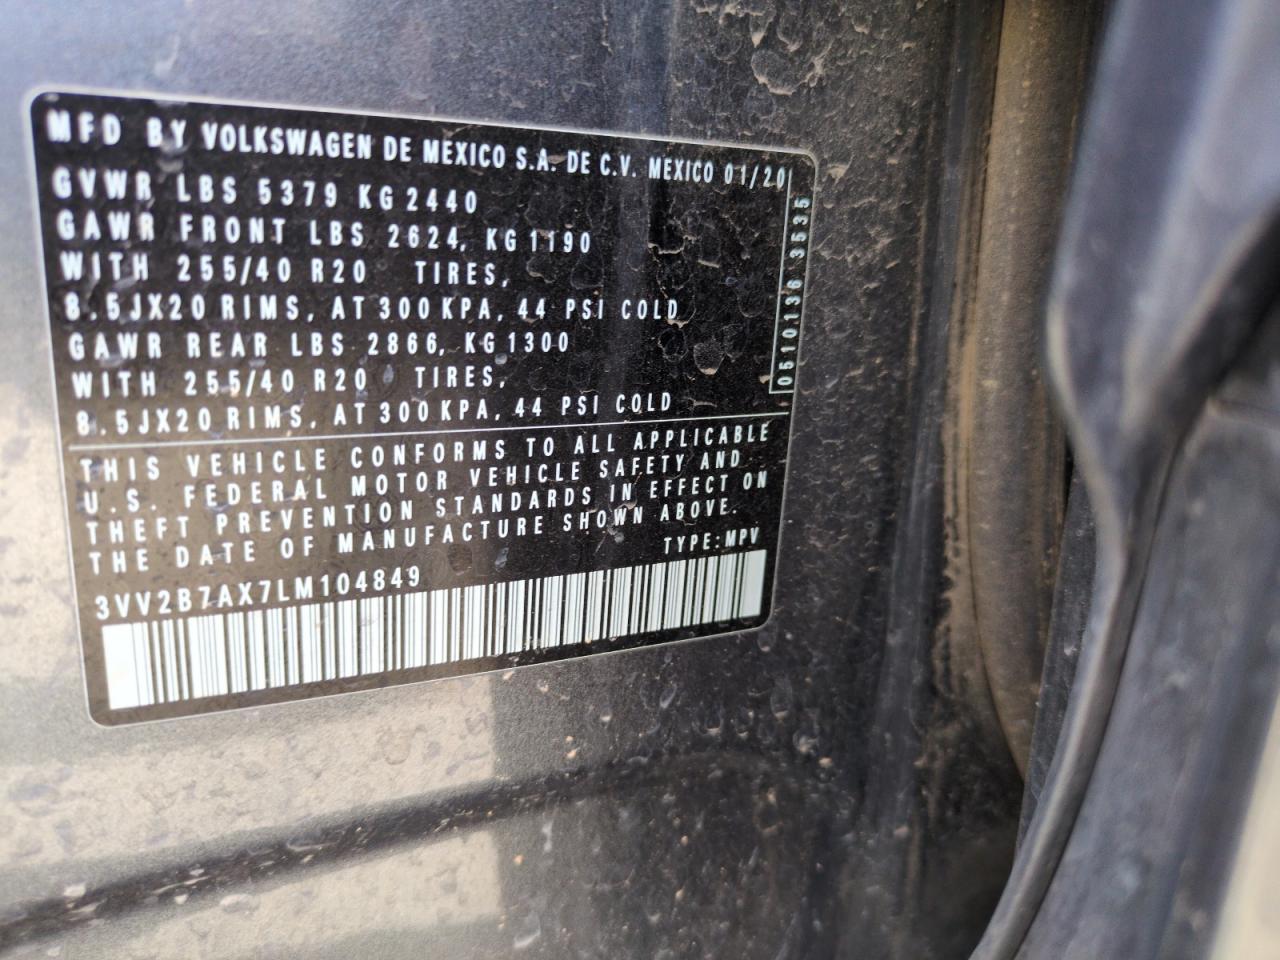 MFD BY VOLKSWAGEN DE MEXICO S.A. DE C.V. MEXICO 01/20
GVWR LBS 5379 KG 2440
GAWR FRONT LBS 2624, KG 1190
WITH 255/40 R20 TIRES,
8.5JX20 RIMS, AT 300 KPA, 44 PSI COLD
GAWR REAR LBS 2866, KG 1300
WITH 255/40 R20 TIRES,
8.5JX20 RIMS, AT 300 KPA, 44 PSI COLD
0510136 3535
THIS VEHICLE CONFORMS TO ALL APPLICABLE
U.S. FEDERAL MOTOR VEHICLE SAFETY AND
THEFT PREVENTION STANDARDS IN EFFECT ON
THE DATE OF MANUFACTURE SHOWN ABOVE.
TYPE:MPV
3VV2B7AX7LM104849